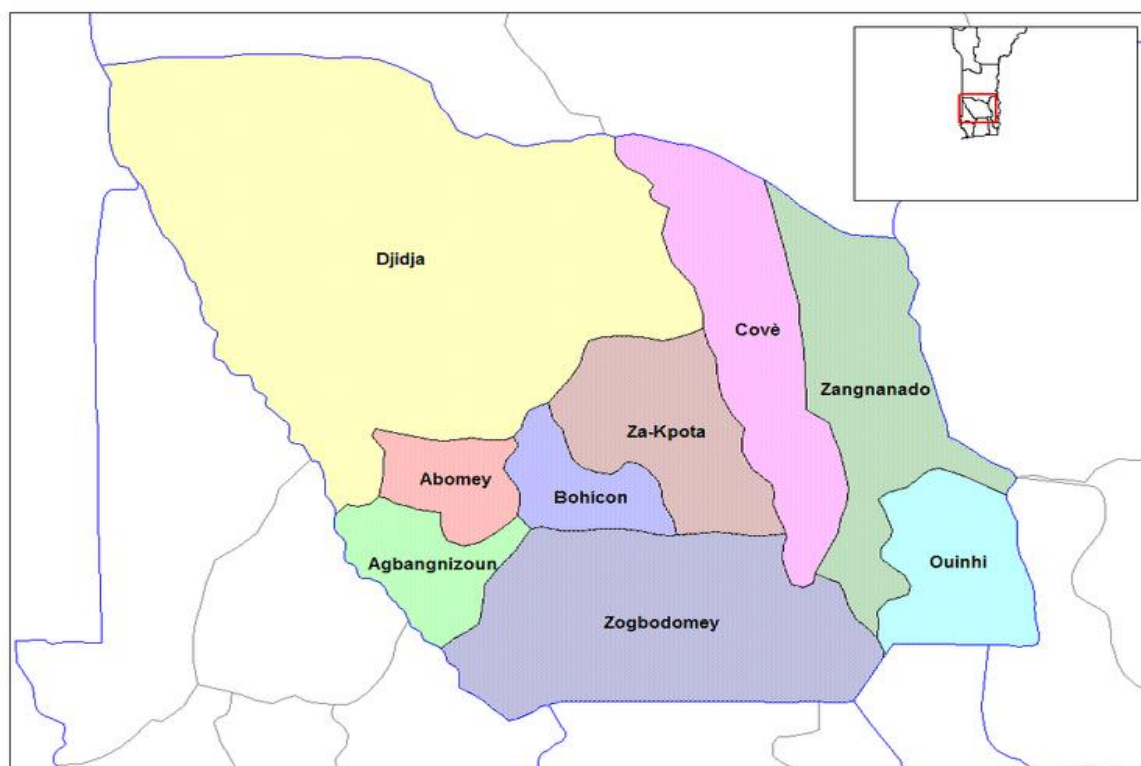 Djidja
Covè
Zangnanado
Za-Kpota
Abomey
Bohicon
Agbangnizoun
Ouinhi
Zogbodomey